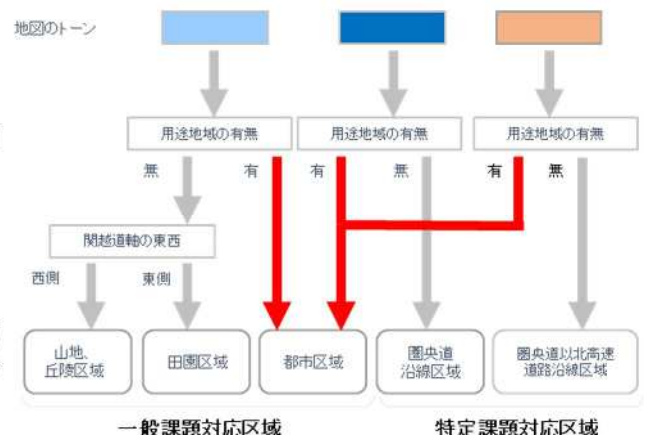 地図のトーン
用途地域の有無
用途地域の有無
用途地域の有無
無
有
有
無
有
無
関越道軸の東西
西側
東側
山地、
丘陵区域
田園区域
都市区域
圏央道
沿線区域
圏央道以北高速
道路沿線区域
一般課題対応区域
特定課題対応区域